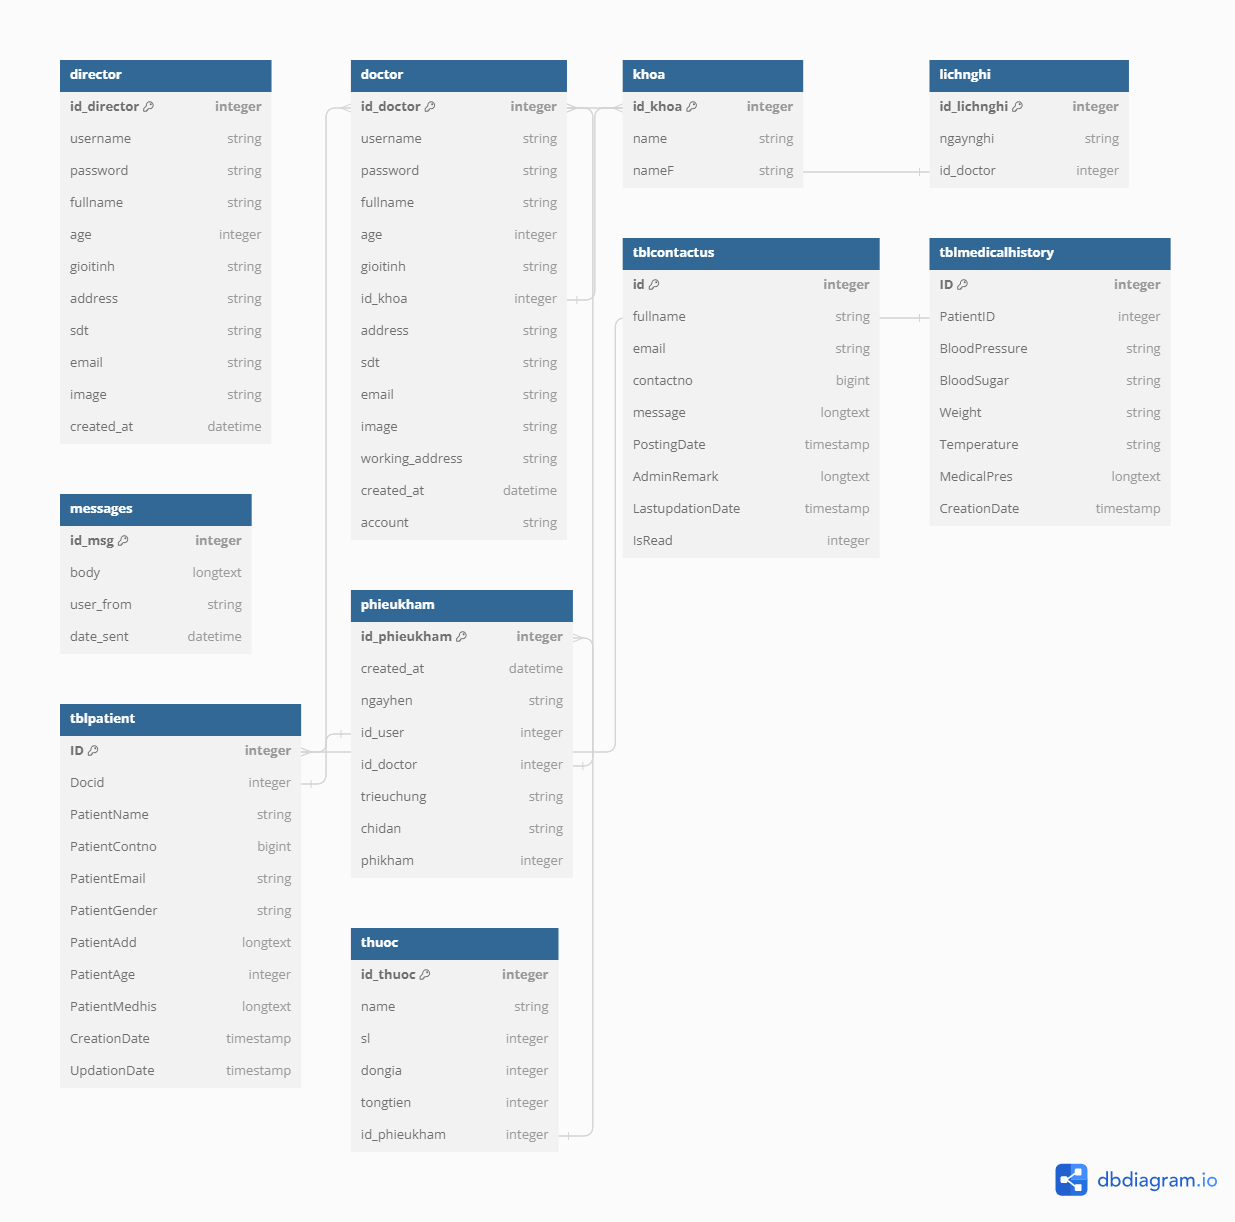 director
id_director integer
username string
password string
fullname string
age integer
gioitinh string
address string
sdt string
email string
image string
created_at datetime
messages
id_msg integer
body longtext
user_from string
date_sent datetime
tblpatient
ID integer
Docid integer
PatientName string
PatientContno bigint
PatientEmail string
PatientGender string
PatientAdd longtext
PatientAge integer
PatientMedhis longtext
CreationDate timestamp
UpdationDate timestamp
doctor
id_doctor integer
username string
password string
fullname string
age integer
gioitinh string
id_khoa integer
address string
sdt string
email string
image string
working_address string
created_at datetime
account string
phieukham
id_phieukham integer
created_at datetime
ngayhen string
id_user integer
id_doctor integer
trieuchung string
chidan string
phikham integer
thuoc
id_thuoc integer
name string
sl integer
dongia integer
tongtien integer
id_phieukham integer
khoa
id_khoa integer
name string
nameF string
tblcontactus
id integer
fullname string
email string
contactno bigint
message longtext
PostingDate timestamp
AdminRemark longtext
LastupdationDate timestamp
IsRead integer
lichnghi
id_lichnghi integer
ngaynghi string
id_doctor integer
tblmedicalhistory
ID integer
PatientID integer
BloodPressure string
BloodSugar string
Weight string
Temperature string
MedicalPres longtext
CreationDate timestamp
dbdiagram.io